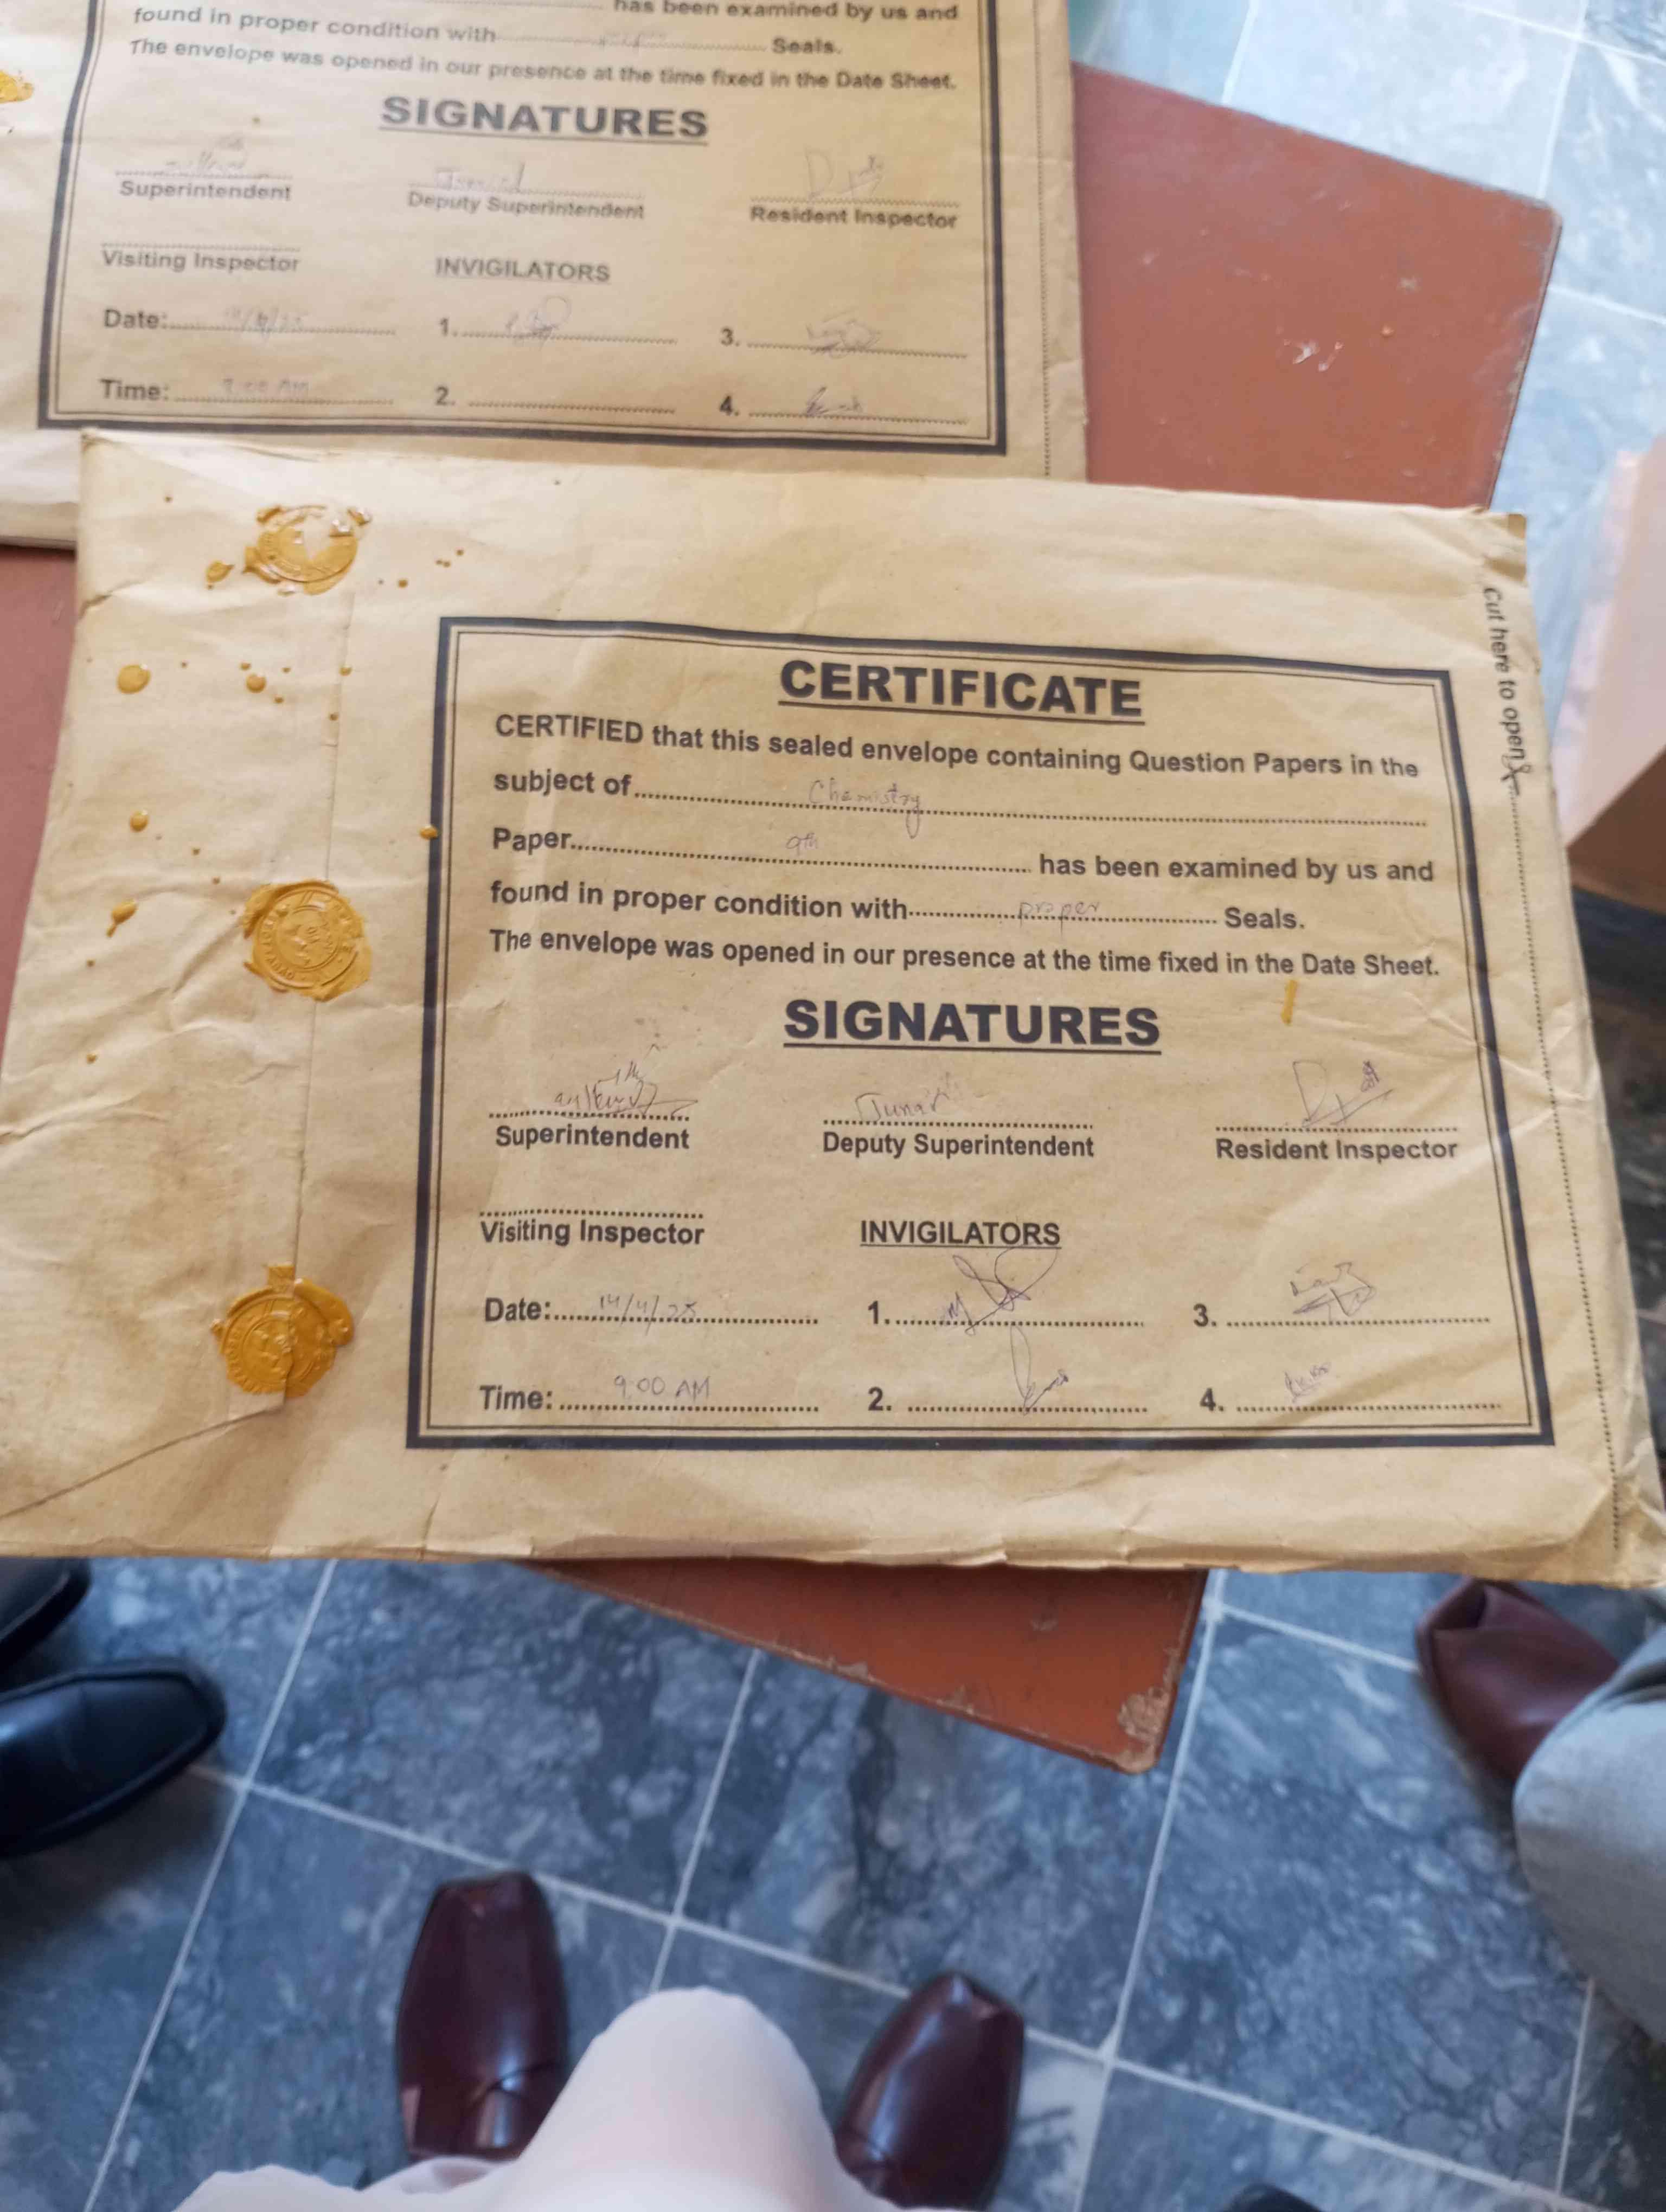 has been examined by us and
found in proper condition with.......... Seals.
The envelope was opened in our presence at the time fixed in the Date Sheet.
SIGNATURES
Superintendent
Deputy Superintendent
Resident Inspector
Visiting Inspector
INVIGILATORS
Date:
1.
3.
Time: 9:00 AM
2.
4.
Cut here to open
CERTIFICATE
CERTIFIED that this sealed envelope containing Question Papers in the
subject of.......... Chemistry
Paper.......... 9th .......... has been examined by us and
found in proper condition with.......... proper .......... Seals.
The envelope was opened in our presence at the time fixed in the Date Sheet.
SIGNATURES
Superintendent
Deputy Superintendent
Resident Inspector
Visiting Inspector
INVIGILATORS
Date: 14/4/25
1.
3.
Time: 9:00 AM
2.
4.